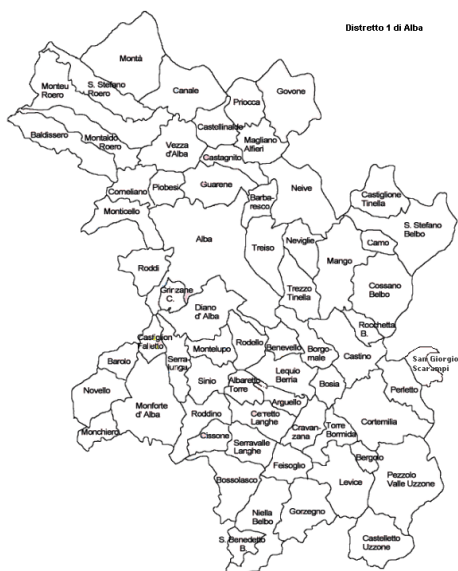 Distretto 1 di Alba
Montà
Govone
S. Stefano
Roero
Monteu
Roero
Canale
Priocca
Castellinaldo
Baldissero
Montaldo
Roero
Vezza
d'Alba
Magliano
Alfieri
Castagnito
Corneliano
Piobesi
Guarene
Neive
Castiglione
Tinella
Barba-
resco
Monticello
S. Stefano
Belbo
Alba
Treiso
Neviglie
Camo
Mango
Roddi
Trezzo
Tinella
Cossano
Belbo
Grinzane
C.
Diano
d' Alba
Rocchetta
B.
Castiglion
Falletto
Rodello
Benevello
Borgo-
male
Castino
San Giorgio
Scarampi
Barolo
Serra-
lunga
Montelupo
Lequio
Berria
Sinio
Albaretto
Torre
Bosia
Perletto
Novello
Monforte
d' Alba
Arguello
Roddino
Cerretto
Langhe
Cravan-
zana
Torre
Bormida
Cortemilia
Monchiero
Cissone
Serravalle
Langhe
Bergolo
Feisoglio
Pezzolo
Valle Uzzone
Bossolasco
Levice
Niella
Belbo
Gorzegno
S. Benedetto
B.
Castelletto
Uzzone